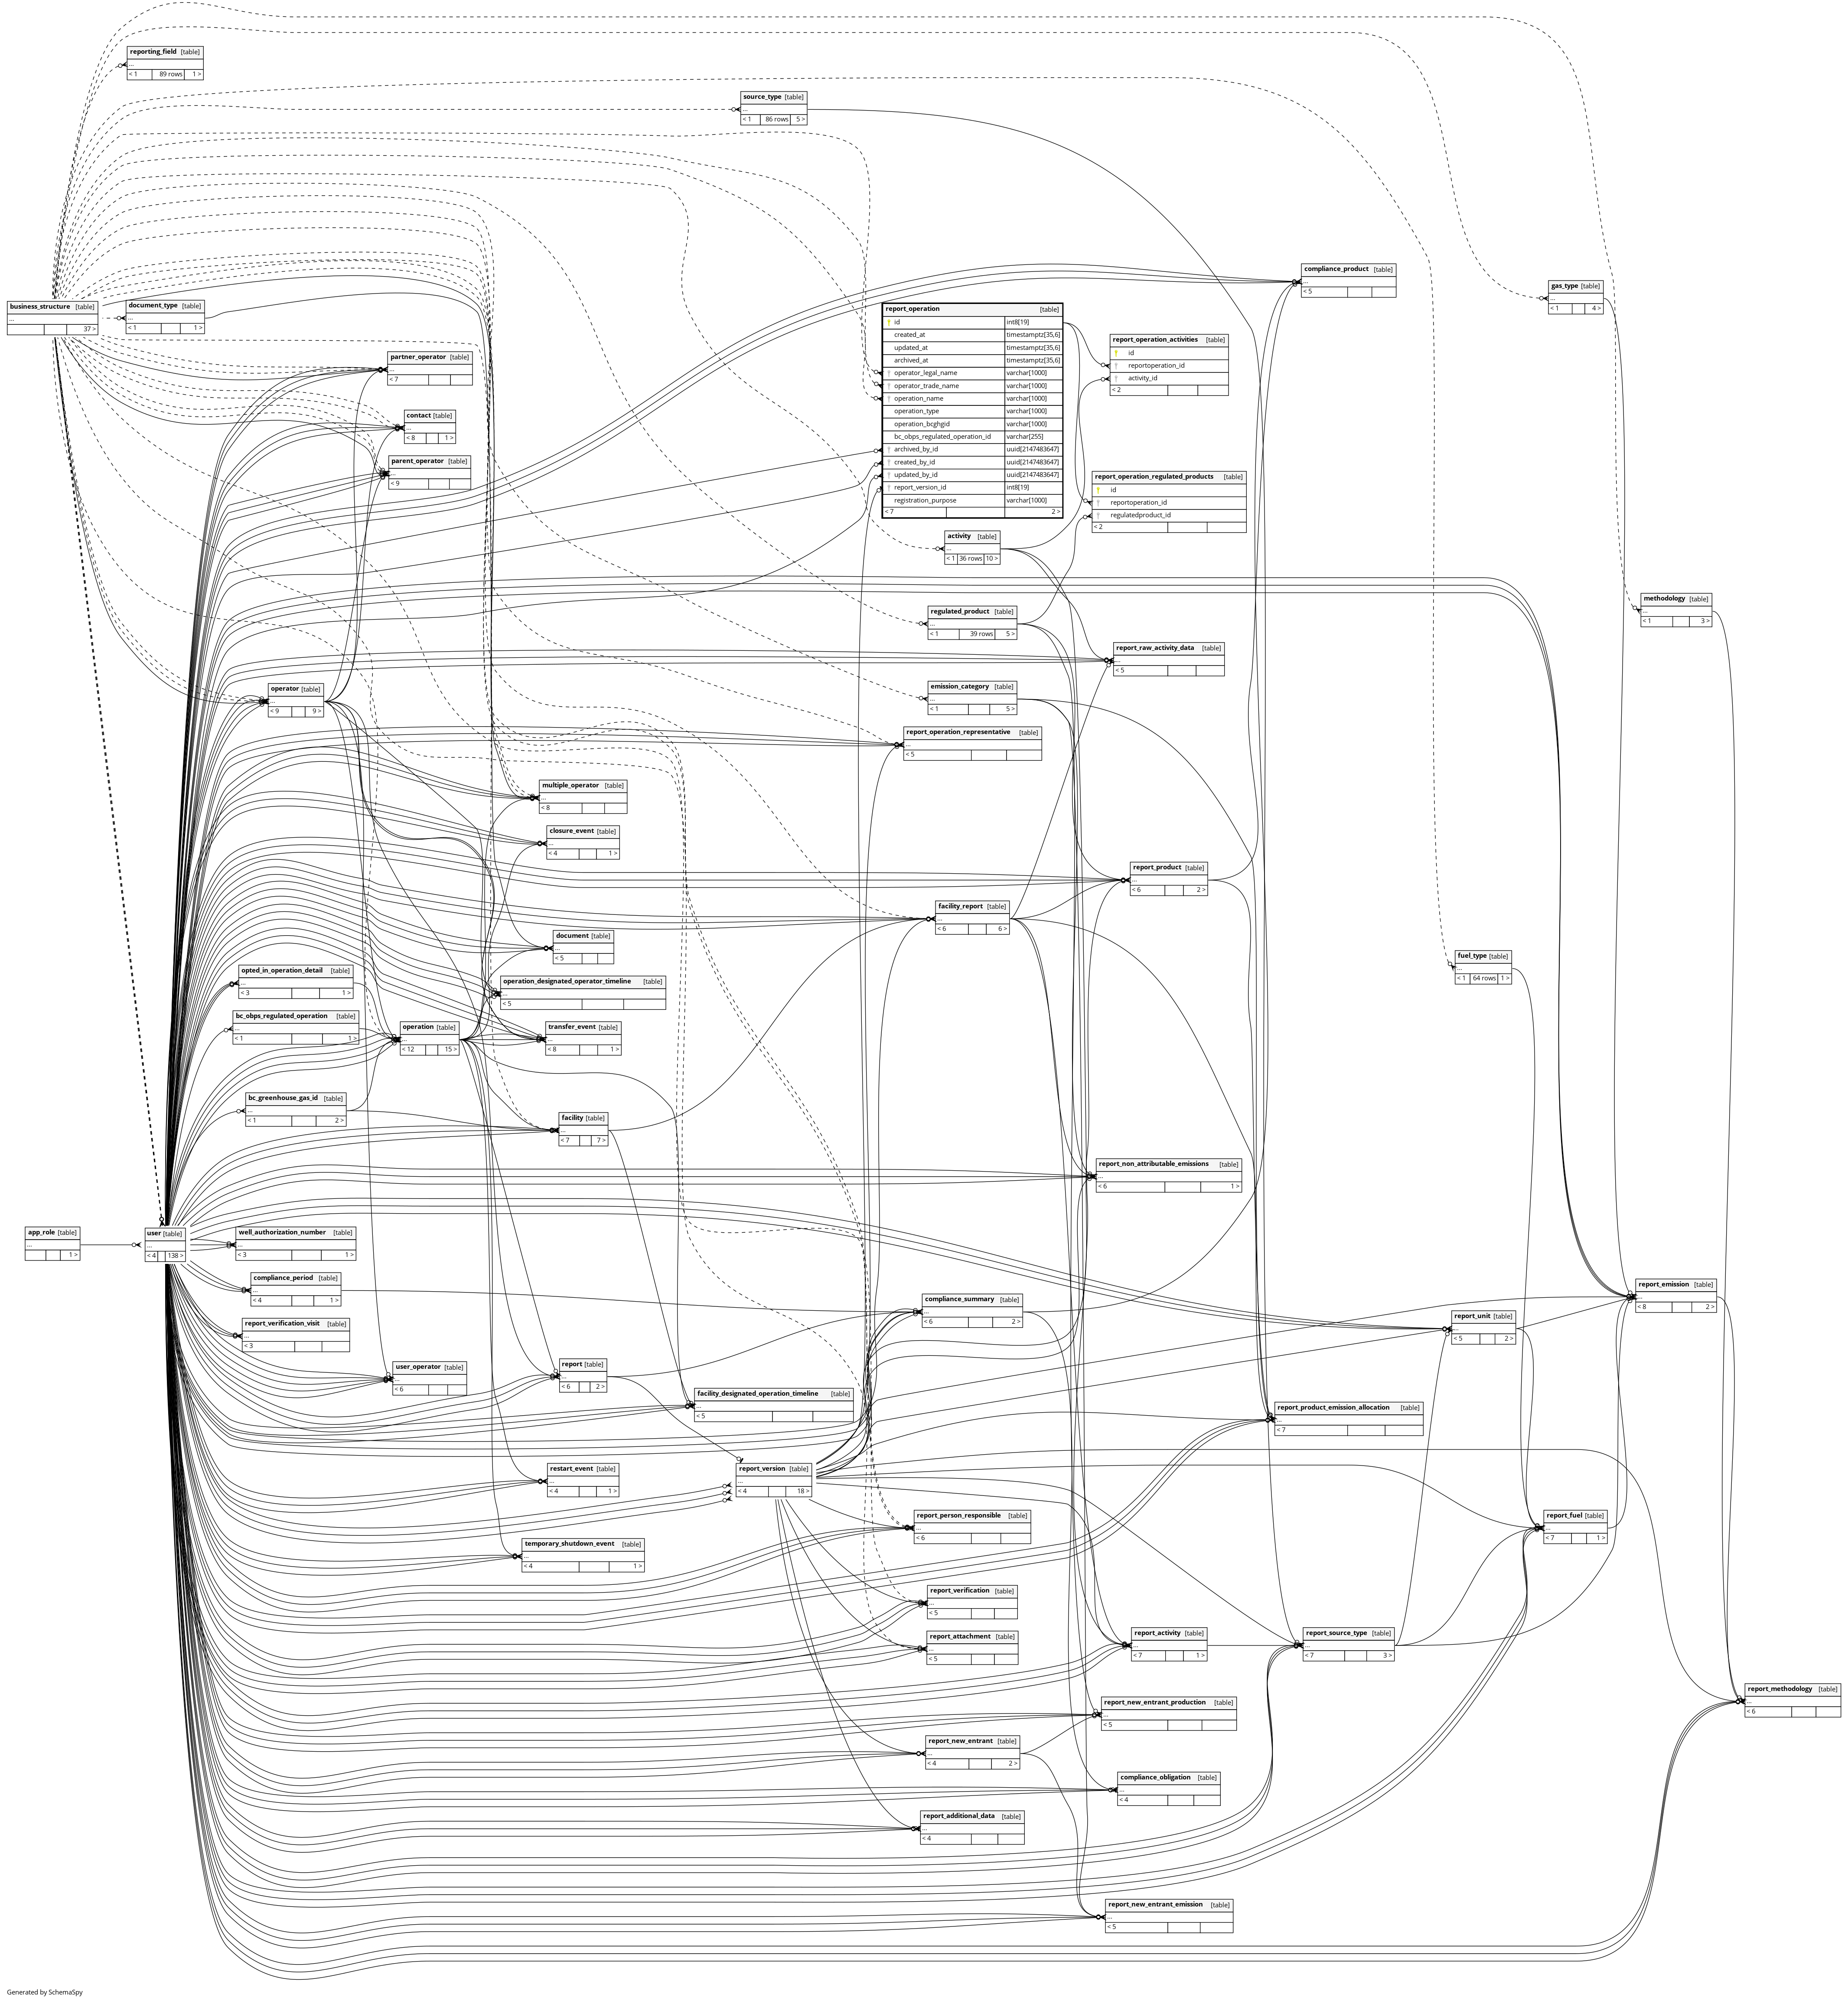 reporting_field [table]
...
< 1 89 rows 1 >
source_type [table]
...
< 1 86 rows 5 >
compliance_product [table]
...
< 5
gas_type [table]
...
< 1 4 >
business_structure [table]
...
37 >
document_type [table]
...
< 1 1 >
report_operation [table]
id int8[19]
created_at timestamptz[35,6]
updated_at timestamptz[35,6]
archived_at timestamptz[35,6]
operator_legal_name varchar[1000]
operator_trade_name varchar[1000]
operation_name varchar[1000]
operation_type varchar[1000]
operation_bcghgid varchar[1000]
bc_obps_regulated_operation_id varchar[255]
archived_by_id uuid[2147483647]
created_by_id uuid[2147483647]
updated_by_id uuid[2147483647]
report_version_id int8[19]
registration_purpose varchar[1000]
< 7 2 >
report_operation_activities [table]
id
reportoperation_id
activity_id
< 2
partner_operator [table]
...
< 7
contact [table]
...
< 8 1 >
parent_operator [table]
...
< 9
report_operation_regulated_products [table]
id
reportoperation_id
regulatedproduct_id
< 2
activity [table]
...
< 1 36 rows 10 >
methodology [table]
...
< 1 3 >
regulated_product [table]
...
< 1 39 rows 5 >
report_raw_activity_data [table]
...
< 5
operator [table]
...
< 9 9 >
emission_category [table]
...
< 1 5 >
report_operation_representative [table]
...
< 5
multiple_operator [table]
...
< 8
closure_event [table]
...
< 4 1 >
report_product [table]
...
< 6 2 >
facility_report [table]
...
< 6 6 >
document [table]
...
< 5
fuel_type [table]
...
< 1 64 rows 1 >
opted_in_operation_detail [table]
...
< 3 1 >
operation_designated_operator_timeline [table]
...
< 5
bc_obps_regulated_operation [table]
...
< 1 1 >
operation [table]
...
< 12 15 >
transfer_event [table]
...
< 8 1 >
bc_greenhouse_gas_id [table]
...
< 1 2 >
facility [table]
...
< 7 7 >
report_non_attributable_emissions [table]
...
< 6 1 >
app_role [table]
...
1 >
user [table]
...
< 4 138 >
well_authorization_number [table]
...
< 3 1 >
compliance_period [table]
...
< 4 1 >
report_emission [table]
...
< 8 2 >
compliance_summary [table]
...
< 6 2 >
report_unit [table]
...
< 5 2 >
report_verification_visit [table]
...
< 3
user_operator [table]
...
< 6
report [table]
...
< 6 2 >
facility_designated_operation_timeline [table]
...
< 5
report_product_emission_allocation [table]
...
< 7
restart_event [table]
...
< 4 1 >
report_version [table]
...
< 4 18 >
report_person_responsible [table]
...
< 6
report_fuel [table]
...
< 7 1 >
temporary_shutdown_event [table]
...
< 4 1 >
report_verification [table]
...
< 5
report_attachment [table]
...
< 5
report_activity [table]
...
< 7 1 >
report_source_type [table]
...
< 7 3 >
report_methodology [table]
...
< 6
report_new_entrant_production [table]
...
< 5
report_new_entrant [table]
...
< 4 2 >
compliance_obligation [table]
...
< 4
report_additional_data [table]
...
< 4
report_new_entrant_emission [table]
...
< 5
Generated by SchemaSpy